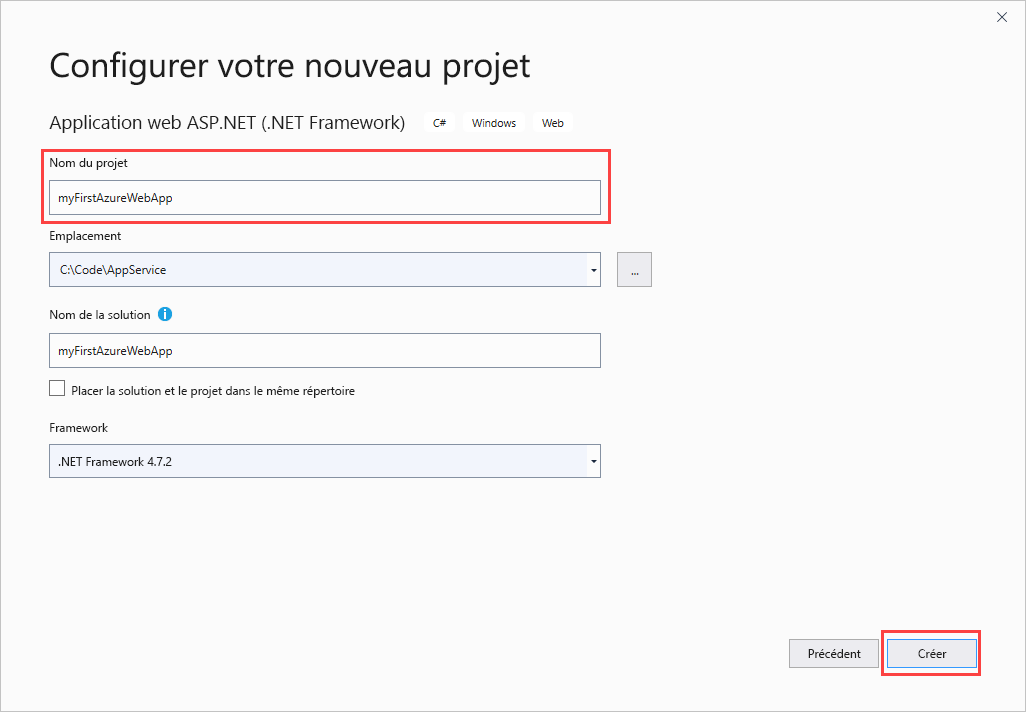 Configurer votre nouveau projet
Application web ASP.NET (.NET Framework) C# Windows Web
Nom du projet
myFirstAzureWebApp
Emplacement
C:\Code\AppService
...
Nom de la solution
myFirstAzureWebApp
Placer la solution et le projet dans le même répertoire
Framework
.NET Framework 4.7.2
Précédent Créer